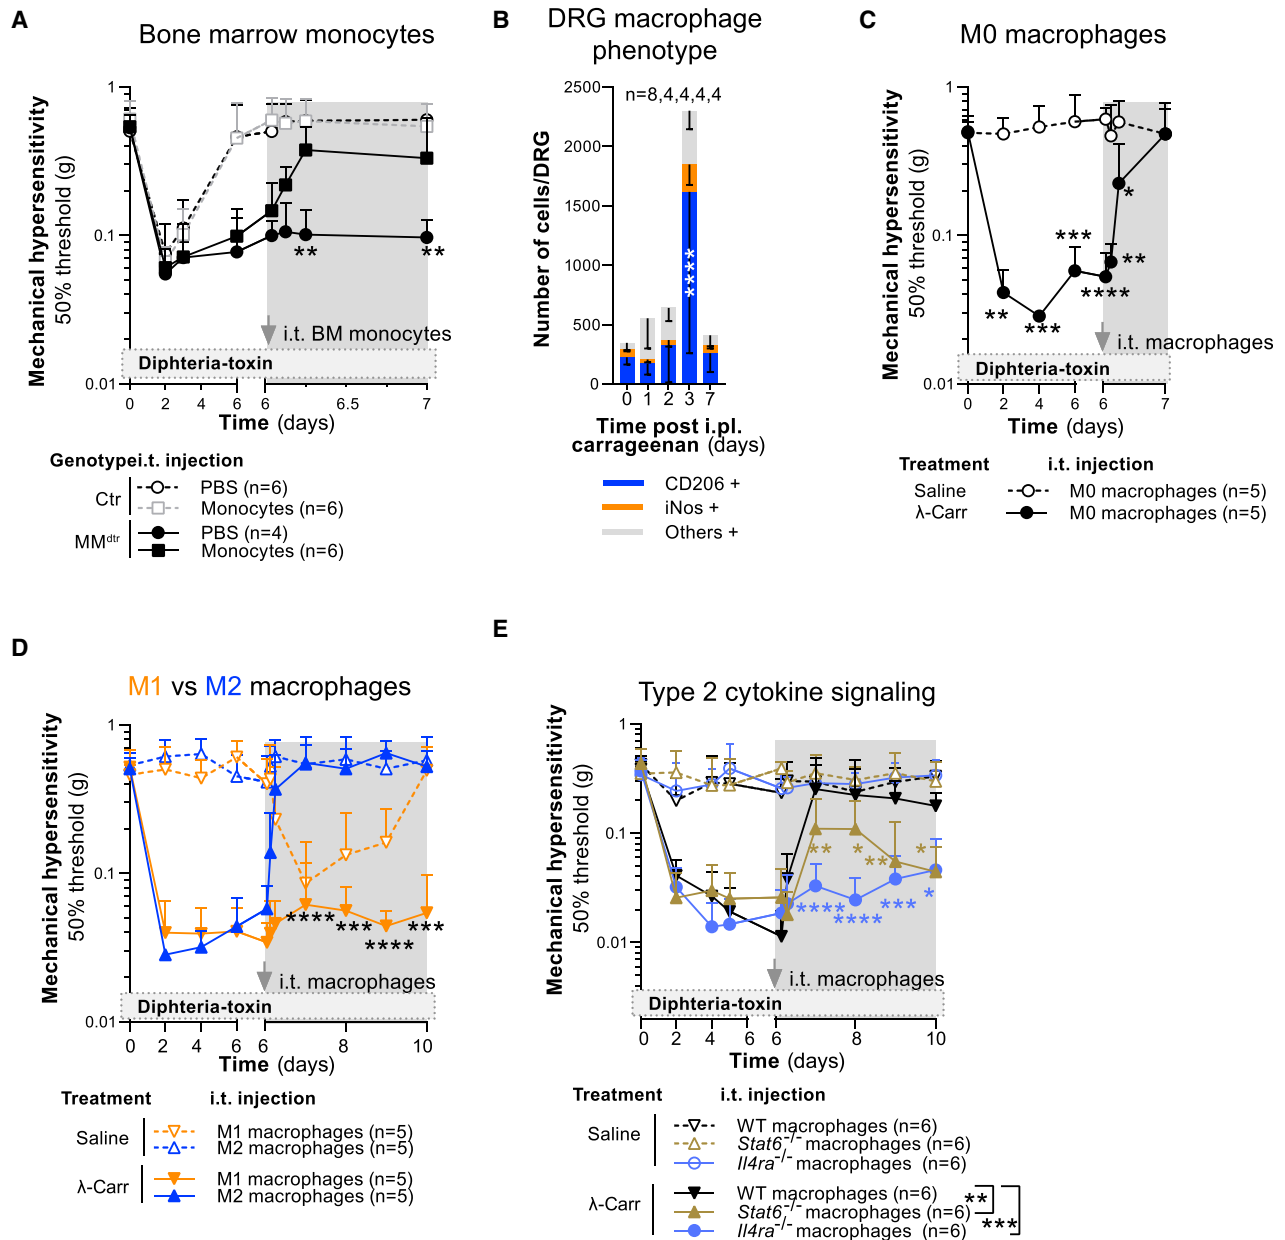 A
Bone marrow monocytes
Mechanical hypersensitivity
50% threshold (g)
1
0.1
0.01
**
**
i.t. BM monocytes
Diphteria-toxin
0 2 4 6 6 6.5 7
Time (days)
Genotypei.t. injection
Ctr
PBS (n=6)
Monocytes (n=6)
MMdtr
PBS (n=4)
Monocytes (n=6)
B
DRG macrophage
phenotype
Number of cells/DRG
n=8,4,4,4,4
2500
2000
1500
1000
500
0
****
0 1 2 3 7
Time post i.pl.
carrageenan (days)
CD206 +
iNos +
Others +
C
M0 macrophages
Mechanical hypersensitivity
50% threshold (g)
1
0.1
0.01
**
***
***
****
**
*
i.t. macrophages
Diphteria-toxin
0 2 4 6 6 7
Time (days)
Treatment i.t. injection
Saline M0 macrophages (n=5)
λ-Carr M0 macrophages (n=5)
D
M1 vs M2 macrophages
Mechanical hypersensitivity
50% threshold (g)
1
0.1
0.01
****
***
****
***
i.t. macrophages
Diphteria-toxin
0 2 4 6 6 8 10
Time (days)
Treatment i.t. injection
Saline
M1 macrophages (n=5)
M2 macrophages (n=5)
λ-Carr
M1 macrophages (n=5)
M2 macrophages (n=5)
E
Type 2 cytokine signaling
Mechanical hypersensitivity
50% threshold (g)
1
0.1
0.01
**
*
**
*
****
****
***
*
i.t. macrophages
Diphteria-toxin
0 2 4 5 6 6 8 10
Time (days)
Treatment i.t. injection
Saline
WT macrophages (n=6)
Stat6-/- macrophages (n=6)
Il4ra-/- macrophages (n=6)
λ-Carr
WT macrophages (n=6)
Stat6-/- macrophages (n=6)
Il4ra-/- macrophages (n=6)
**
***